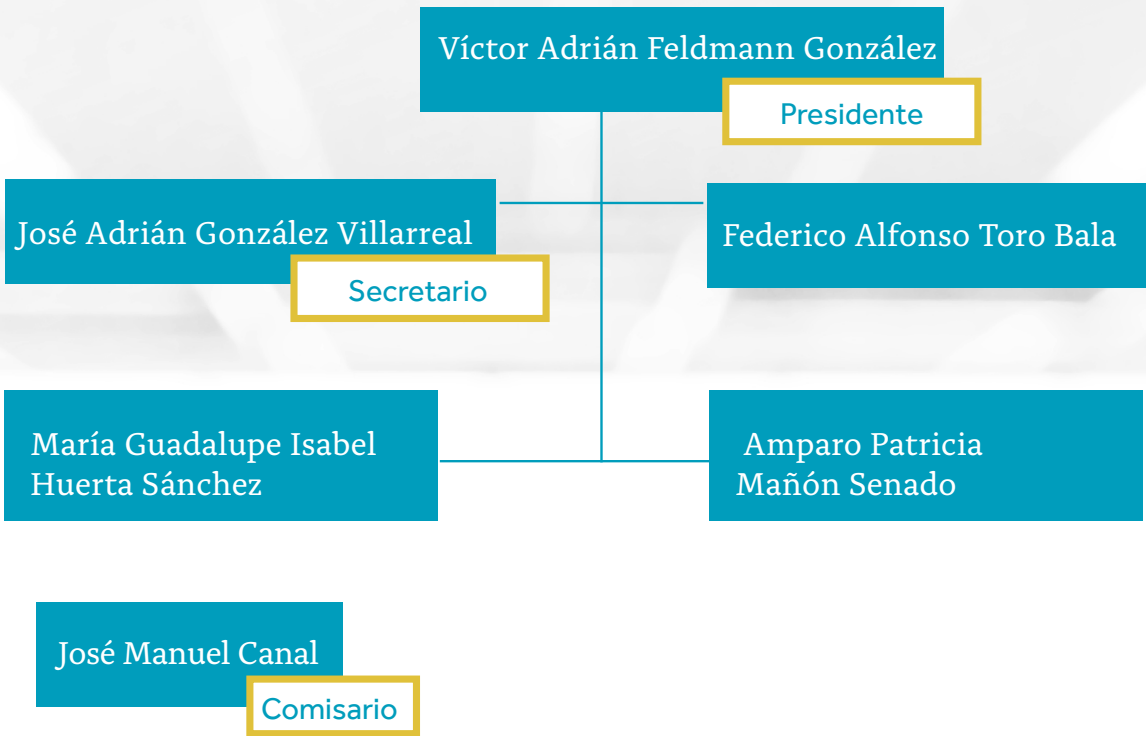 Víctor Adrián Feldmann González
Presidente
José Adrián González Villarreal
Secretario
Federico Alfonso Toro Bala
María Guadalupe Isabel
Huerta Sánchez
Amparo Patricia
Mañón Senado
José Manuel Canal
Comisario